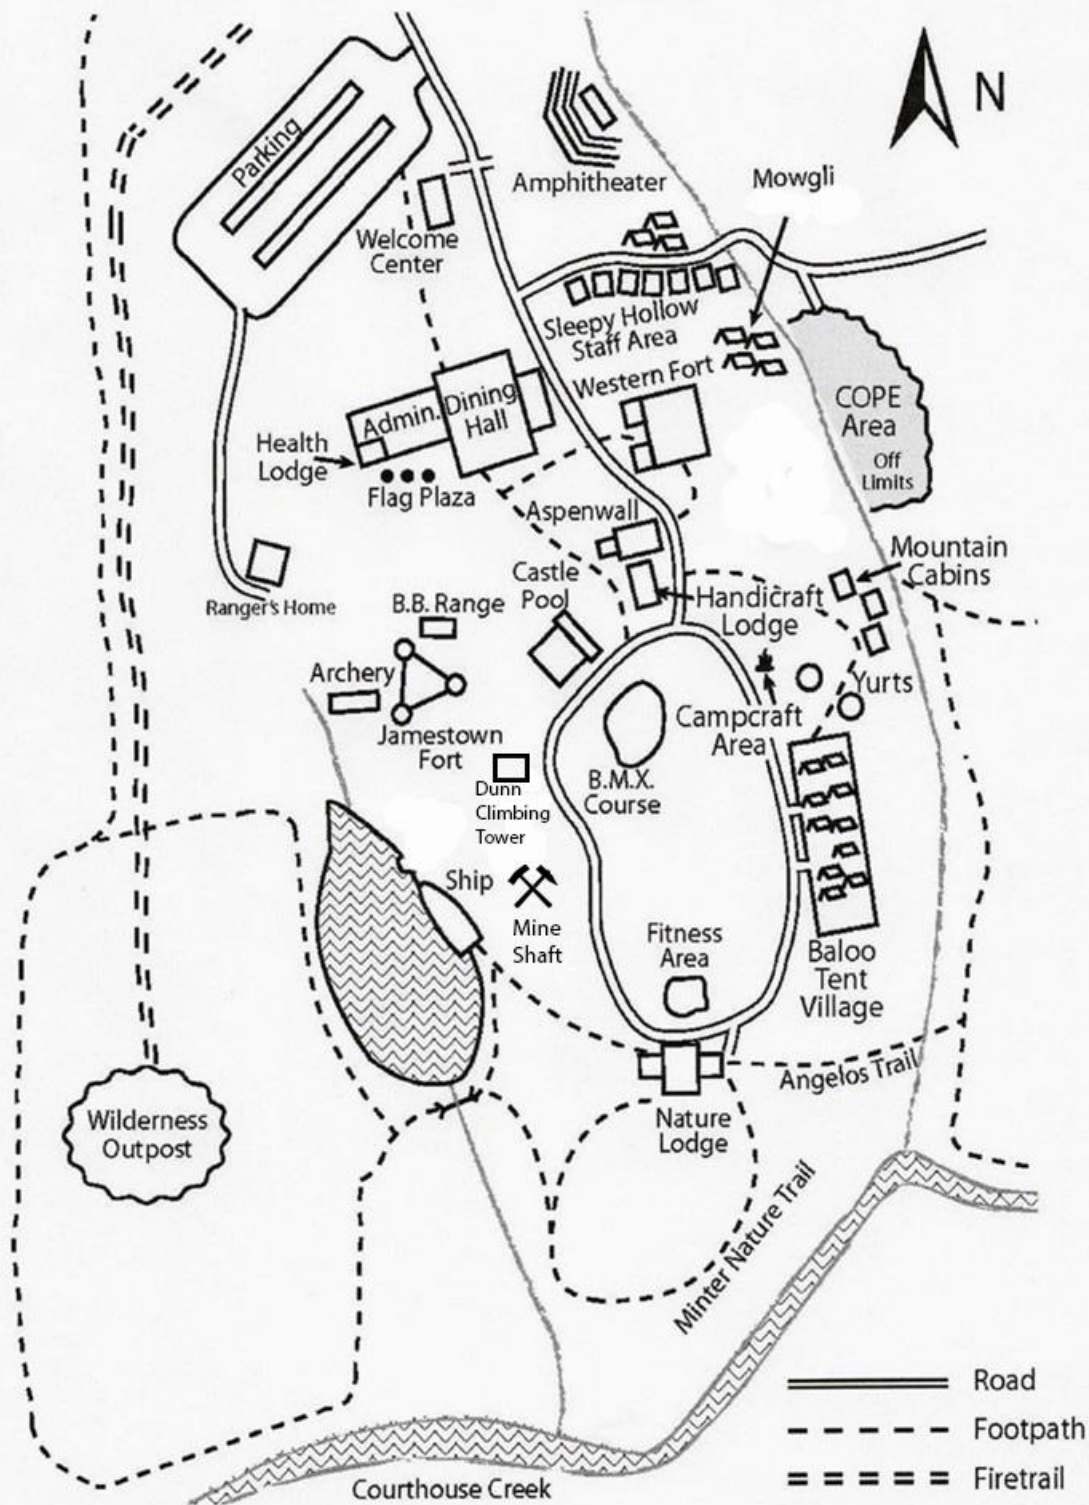 N
Parking
Amphitheater
Mowgli
Welcome
Center
Sleepy Hollow
Staff Area
Western Fort
COPE
Area
Off
Limits
Admin.
Dining
Hall
Health
Lodge
Flag Plaza
Aspenwall
Mountain
Cabins
Castle
Pool
Ranger's Home
B.B. Range
Handicraft
Lodge
Archery
Yurts
Jamestown
Fort
Campcraft
Area
B.M.X.
Course
Dunn
Climbing
Tower
Ship
Mine
Shaft
Fitness
Area
Baloo
Tent
Village
Angelos Trail
Wilderness
Outpost
Nature
Lodge
Minter Nature Trail
Road
Footpath
Firetrail
Courthouse Creek